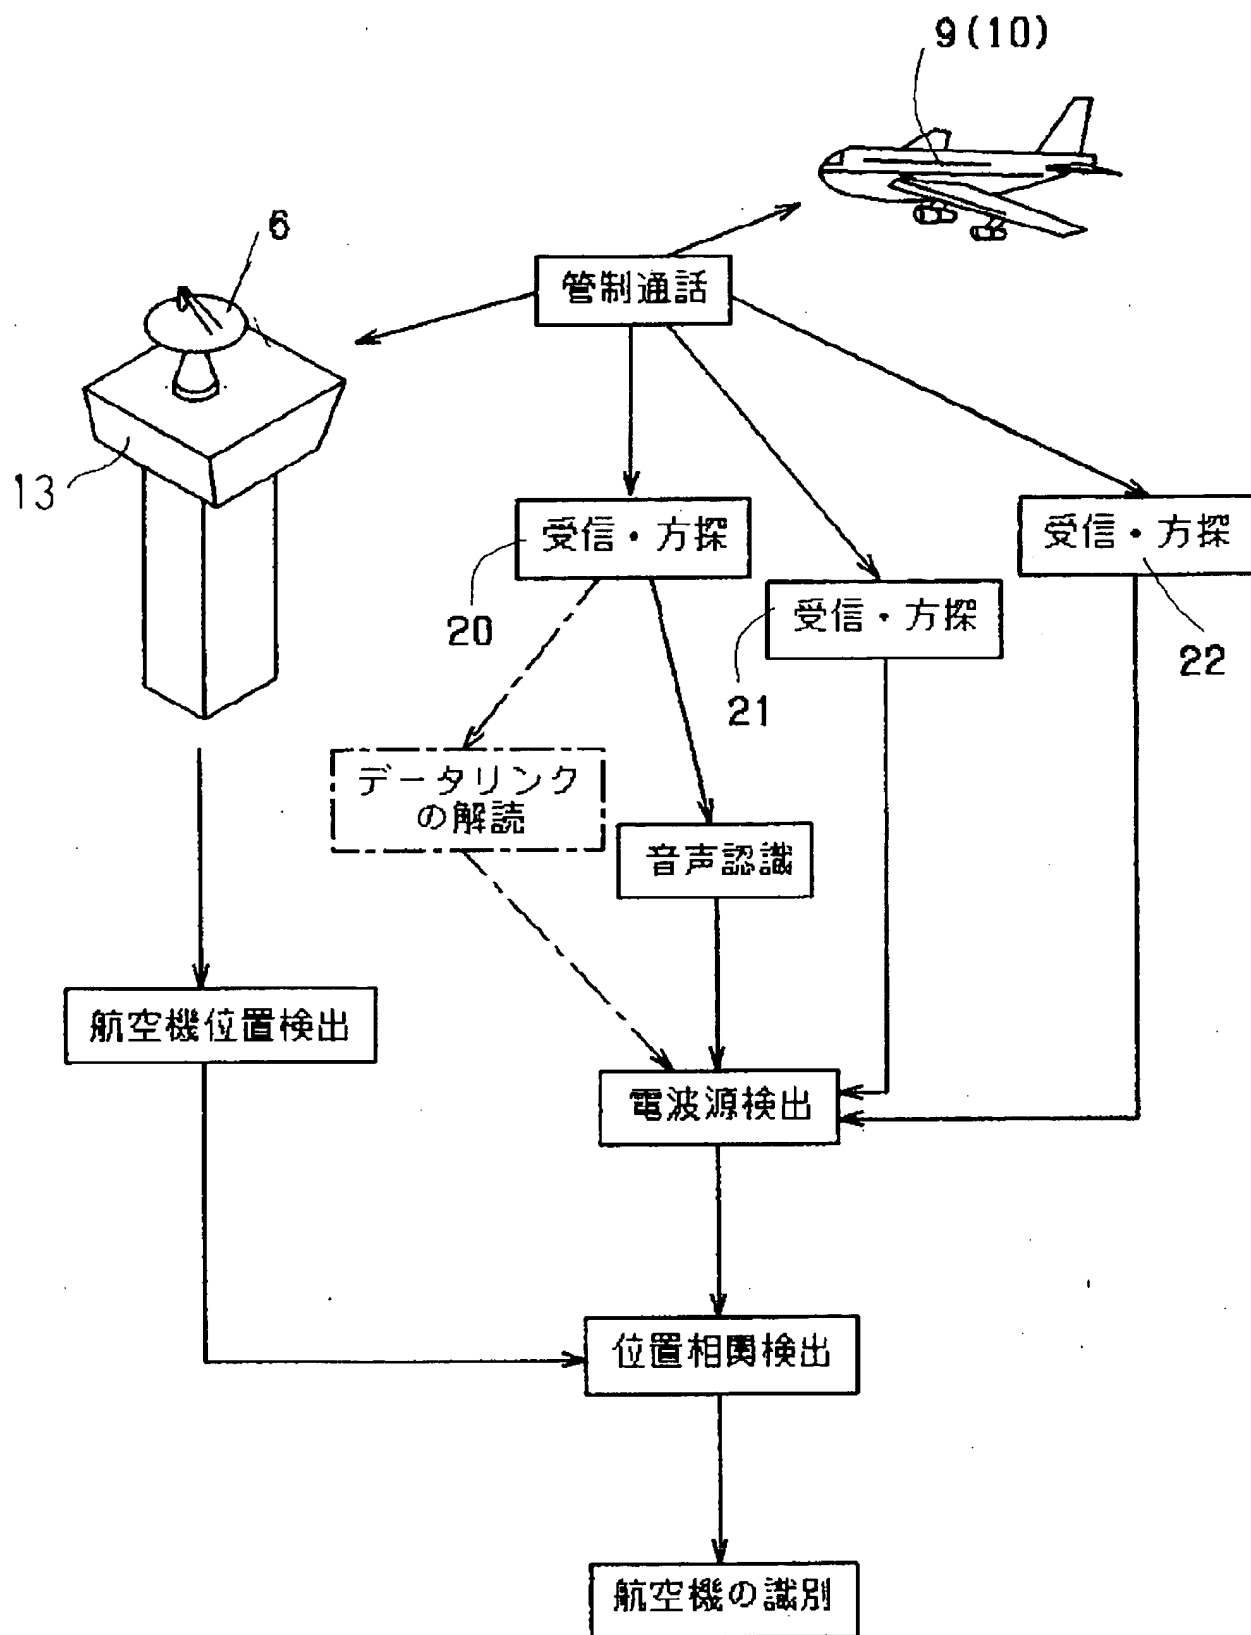 9(10)
6
管制通話
13
受信・方探
20
受信・方探
21
受信・方探
22
データリンク
の解読
音声認識
航空機位置検出
電波源検出
位置相関検出
航空機の識別